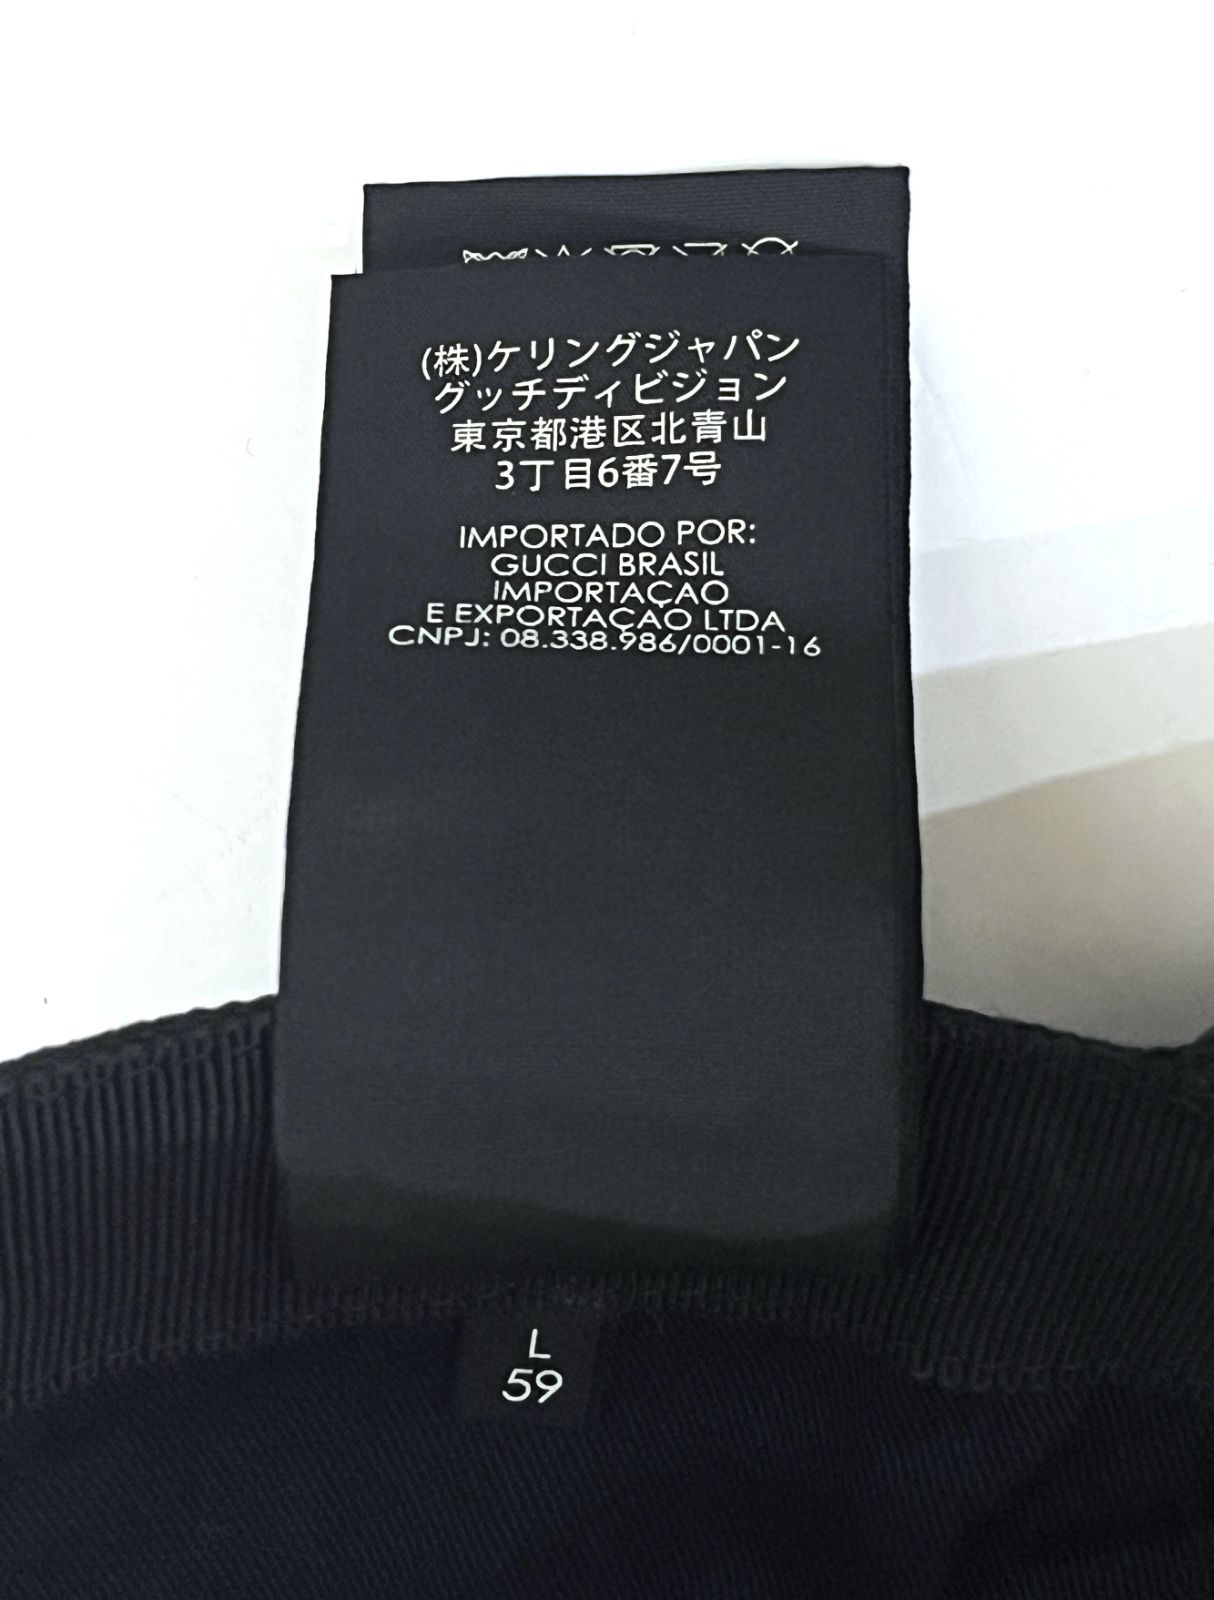 (株)ケリングジャパン
グッチディビジョン
東京都港区北青山
3丁目6番7号
IMPORTADO POR:
GUCCI BRASIL
IMPORTAÇAO
E EXPORTAÇAO LTDA
CNPJ: 08.338.986/0001-16
L
59